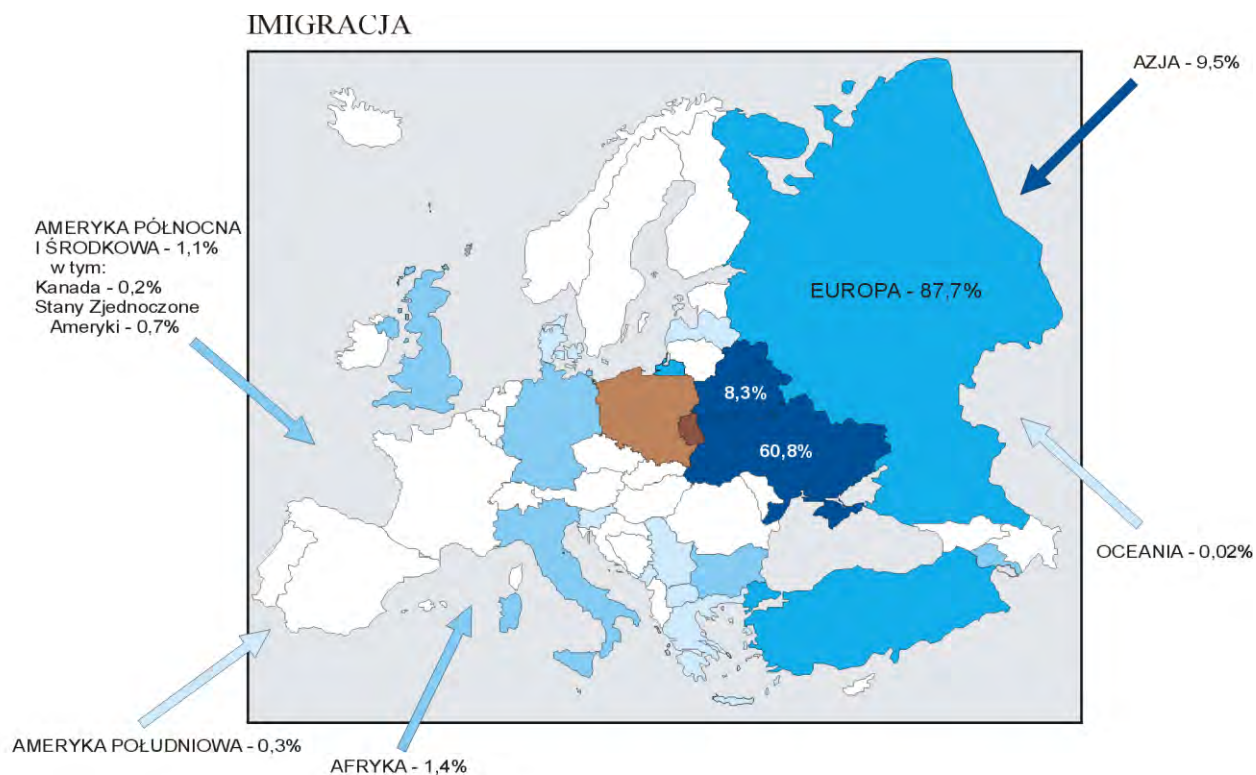 IMIGRACJA
AZJA - 9,5%
AMERYKA PÓŁNOCNA
I ŚRODKOWA - 1,1%
w tym:
Kanada - 0,2%
Stany Zjednoczone
Ameryki - 0,7%
EUROPA - 87,7%
8,3%
60,8%
OCEANIA - 0,02%
AMERYKA POŁUDNIOWA - 0,3%
AFRYKA - 1,4%